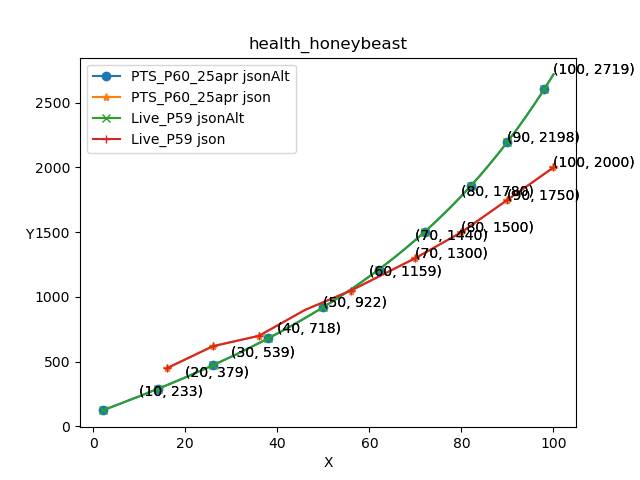 health_honeybeast
PTS_P60_25apr jsonAlt
PTS_P60_25apr json
Live_P59 jsonAlt
Live_P59 json
(100, 2719)
(90, 2198)
(100, 2000)
(80, 1780)
(90, 1750)
(80, 1500)
(70, 1440)
(70, 1300)
(60, 1159)
(50, 922)
(40, 718)
(30, 539)
(20, 379)
(10, 233)
2500
2000
1500
1000
500
0
Y
0 20 40 60 80 100
X